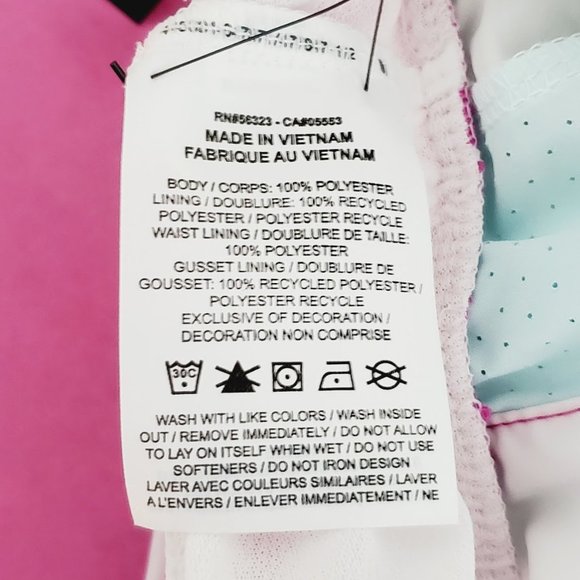 RN#56323 - CA#05553
MADE IN VIETNAM
FABRIQUE AU VIETNAM
BODY / CORPS: 100% POLYESTER
LINING / DOUBLURE: 100% RECYCLED
POLYESTER / POLYESTER RECYCLE
WAIST LINING / DOUBLURE DE TAILLE:
100% POLYESTER
GUSSET LINING / DOUBLURE DE
GOUSSET: 100% RECYCLED POLYESTER /
POLYESTER RECYCLE
EXCLUSIVE OF DECORATION /
DECORATION NON COMPRISE
30C
WASH WITH LIKE COLORS / WASH INSIDE
OUT / REMOVE IMMEDIATELY / DO NOT ALLOW
TO LAY ON ITSELF WHEN WET / DO NOT USE
SOFTENERS / DO NOT IRON DESIGN
LAVER AVEC COULEURS SIMILAIRES / LAVER
A L'ENVERS / ENLEVER IMMEDIATEMENT / NE